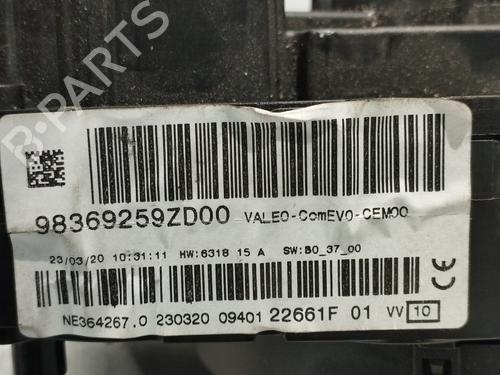 B-PARTS
98369259ZD00 VALEO-ComEVO-CEM00
23/03/20 10:31:11 HW:6318 15 A SW:B0_37_00
NE364267.0 230320 09401 22661F 01 VV 10